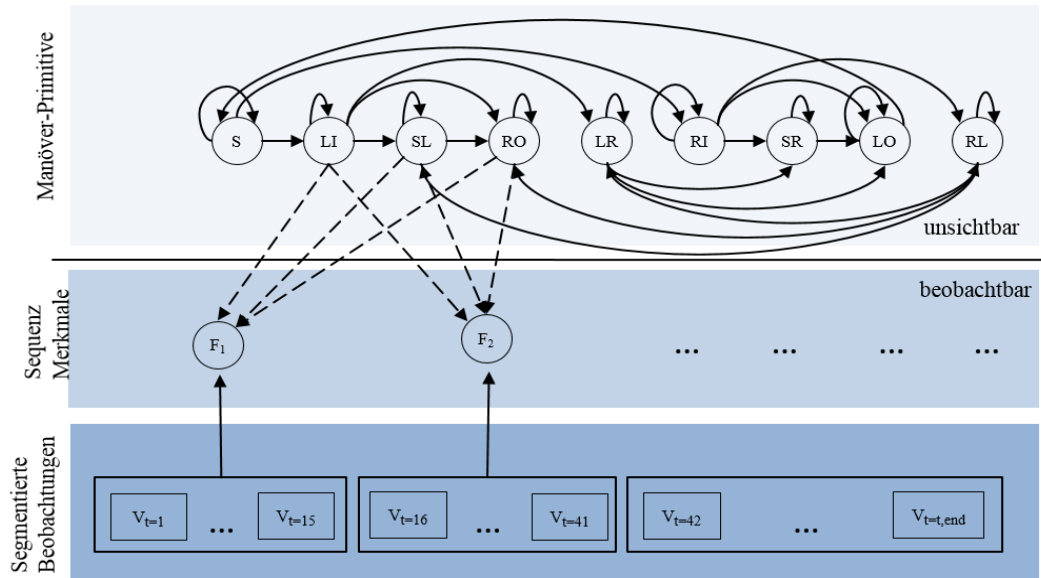 Manöver-Primitive
S
LI
SL
RO
LR
RI
SR
LO
RL
unsichtbar
beobachtbar
Sequenz
Merkmale
F1
F2
... ... ... ...
Segmentierte
Beobachtungen
Vt=1 ... Vt=15
Vt=16 ... Vt=41
Vt=42 ... Vt=t,end